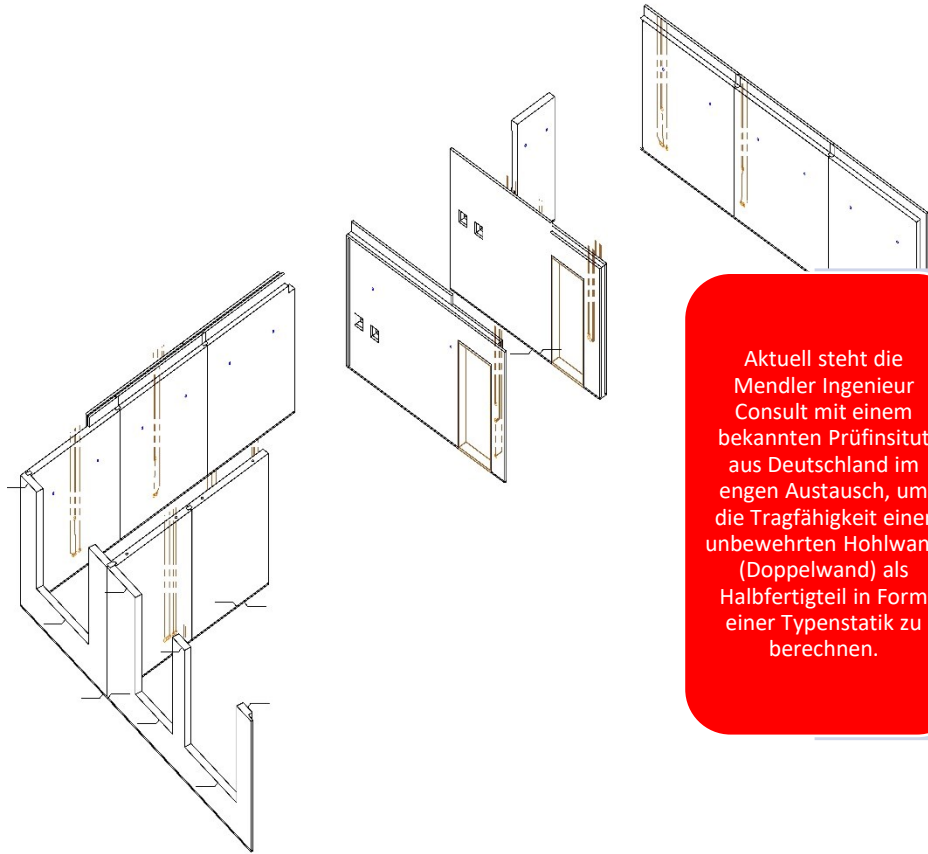 Aktuell steht die
Mendler Ingenieur
Consult mit einem
bekannten Prüfinsitut
aus Deutschland im
engen Austausch, um
die Tragfähigkeit einer
unbewehrten Hohlwand
(Doppelwand) als
Halbfertigteil in Form
einer Typenstatik zu
berechnen.